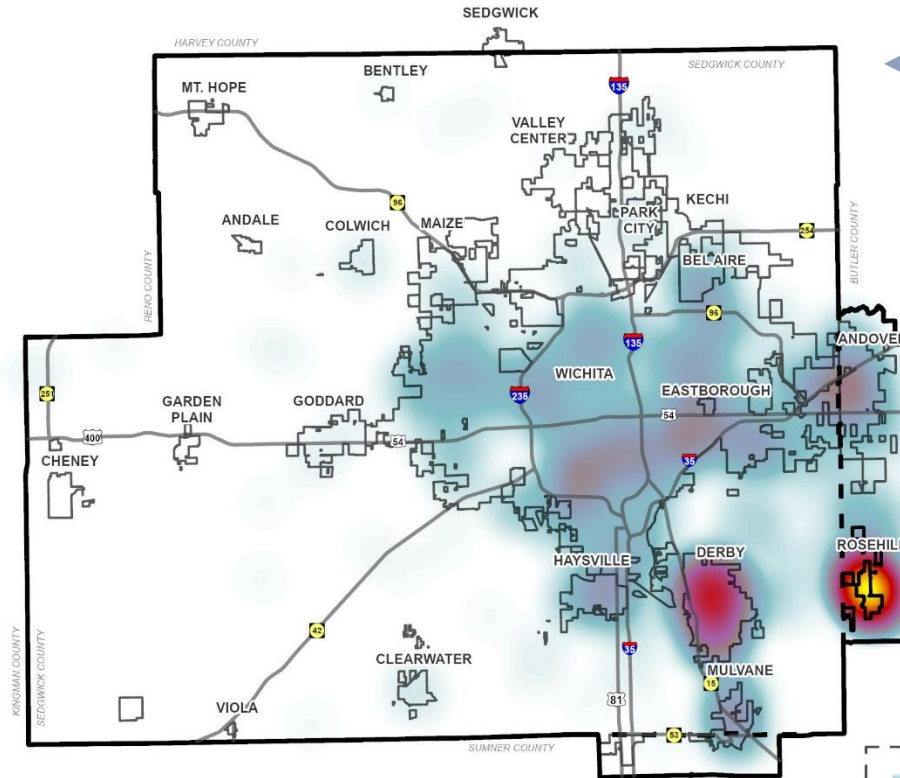 SEDGWICK
HARVEY COUNTY
SEDGWICK COUNTY
BENTLEY
MT. HOPE
135
VALLEY
CENTER
96
KECHI
PARK
CITY
ANDALE
COLWICH
MAIZE
254
BEL AIRE
BUTLER COUNTY
RENO COUNTY
96
135
ANDOVER
WICHITA
EASTBOROUGH
235
251
GARDEN
PLAIN
GODDARD
54
400
54
CHENEY
35
HAYSVILLE
DERBY
ROSEHILL
42
35
CLEARWATER
MULVANE
15
KINGMAN COUNTY
SEDGWICK COUNTY
81
VIOLA
53
SUMNER COUNTY